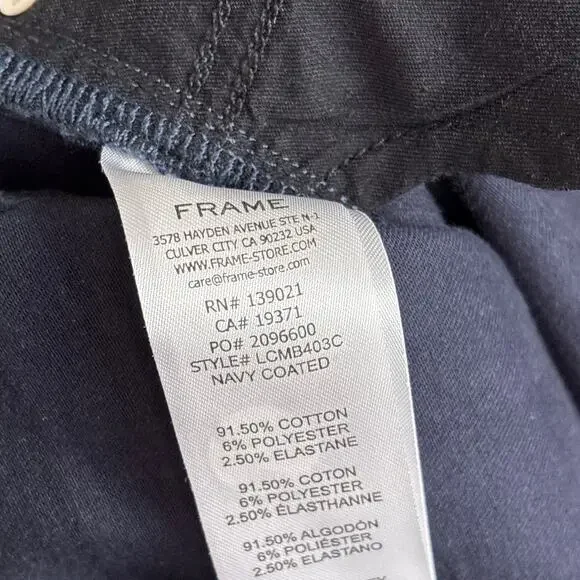 FRAME
3578 HAYDEN AVENUE STE N-1
CULVER CITY CA 90232 USA
WWW.FRAME-STORE.COM
care@frame-store.com
RN# 139021
CA# 19371
PO# 2096600
STYLE# LCMB403C
NAVY COATED
91.50% COTTON
6% POLYESTER
2.50% ELASTANE
91.50% COTON
6% POLYESTER
2.50% ÉLASTHANNE
91.50% ALGODÓN
6% POLIÉSTER
2.50% ELASTANO